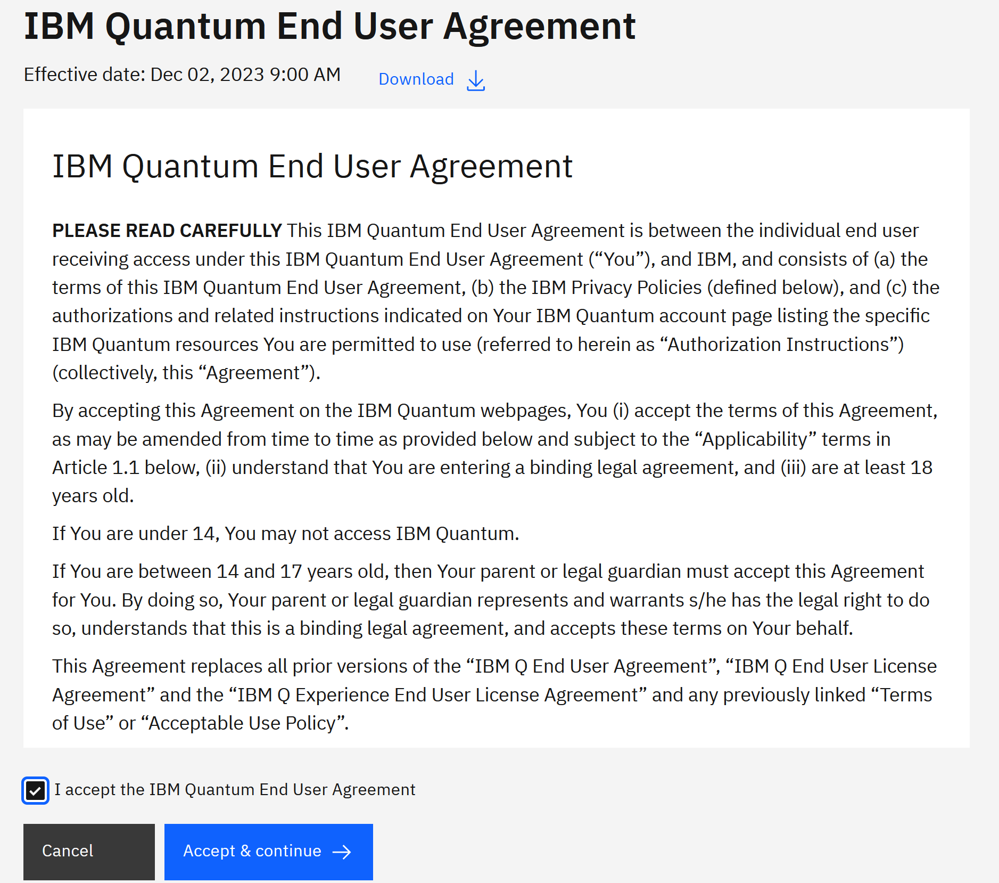 IBM Quantum End User Agreement
Effective date: Dec 02, 2023 9:00 AM
Download
IBM Quantum End User Agreement
PLEASE READ CAREFULLY This IBM Quantum End User Agreement is between the individual end user
receiving access under this IBM Quantum End User Agreement (“You”), and IBM, and consists of (a) the
terms of this IBM Quantum End User Agreement, (b) the IBM Privacy Policies (defined below), and (c) the
authorizations and related instructions indicated on Your IBM Quantum account page listing the specific
IBM Quantum resources You are permitted to use (referred to herein as “Authorization Instructions”)
(collectively, this “Agreement”).
By accepting this Agreement on the IBM Quantum webpages, You (i) accept the terms of this Agreement,
as may be amended from time to time as provided below and subject to the “Applicability” terms in
Article 1.1 below, (ii) understand that You are entering a binding legal agreement, and (iii) are at least 18
years old.
If You are under 14, You may not access IBM Quantum.
If You are between 14 and 17 years old, then Your parent or legal guardian must accept this Agreement
for You. By doing so, Your parent or legal guardian represents and warrants s/he has the legal right to do
so, understands that this is a binding legal agreement, and accepts these terms on Your behalf.
This Agreement replaces all prior versions of the “IBM Q End User Agreement”, “IBM Q End User License
Agreement” and the “IBM Q Experience End User License Agreement” and any previously linked “Terms
of Use” or “Acceptable Use Policy”.
I accept the IBM Quantum End User Agreement
Cancel
Accept & continue